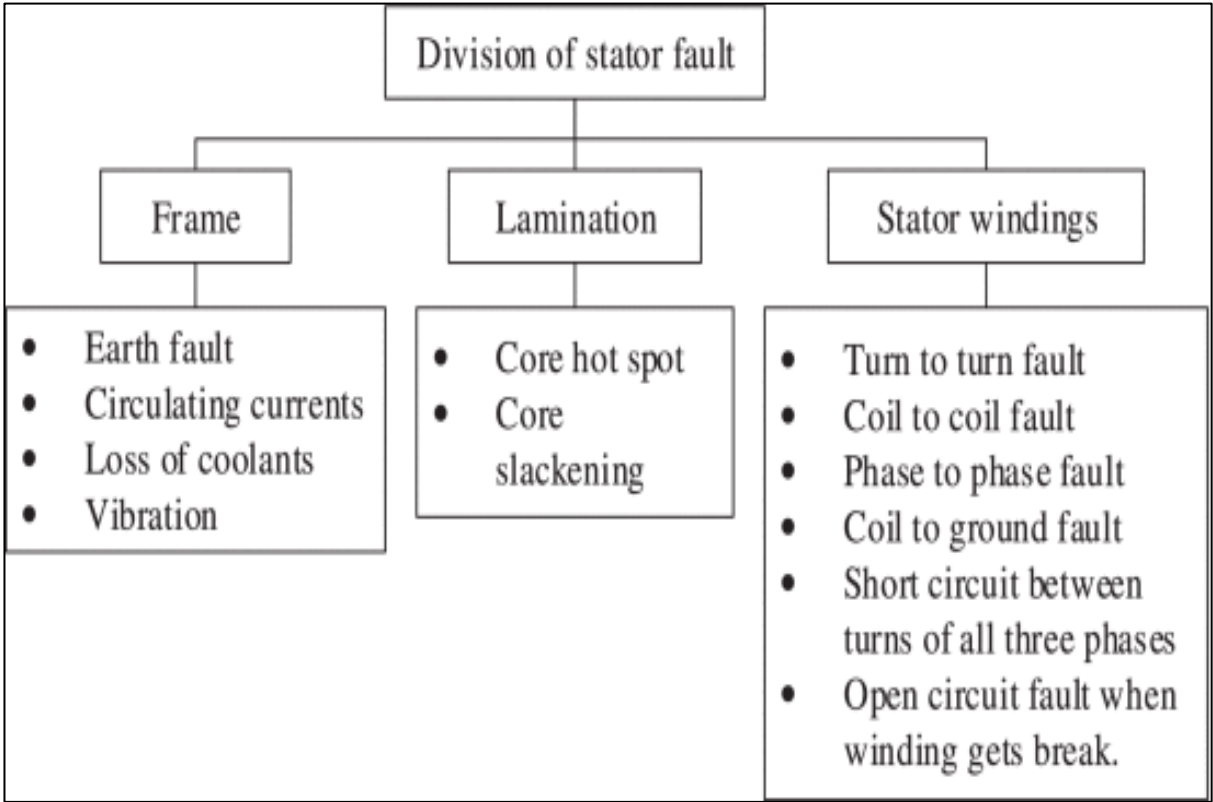 Division of stator fault
Frame
Lamination
Stator windings
• Earth fault
• Circulating currents
• Loss of coolants
• Vibration
• Core hot spot
• Core
slackening
• Turn to turn fault
• Coil to coil fault
• Phase to phase fault
• Coil to ground fault
• Short circuit between
turns of all three phases
• Open circuit fault when
winding gets break.